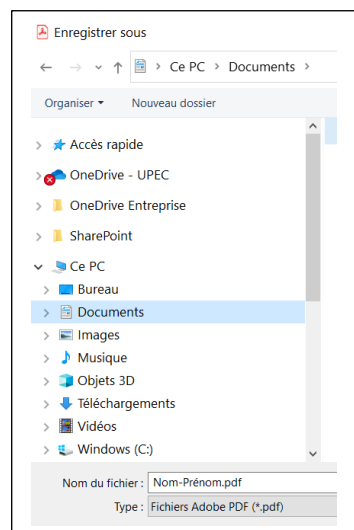 Enregistrer sous
Ce PC > Documents >
Organiser Nouveau dossier
Accès rapide
OneDrive - UPEC
OneDrive Entreprise
SharePoint
Ce PC
Bureau
Documents
Images
Musique
Objets 3D
Téléchargements
Vidéos
Windows (C:)
Nom du fichier : Nom-Prénom.pdf
Type : Fichiers Adobe PDF (*.pdf)